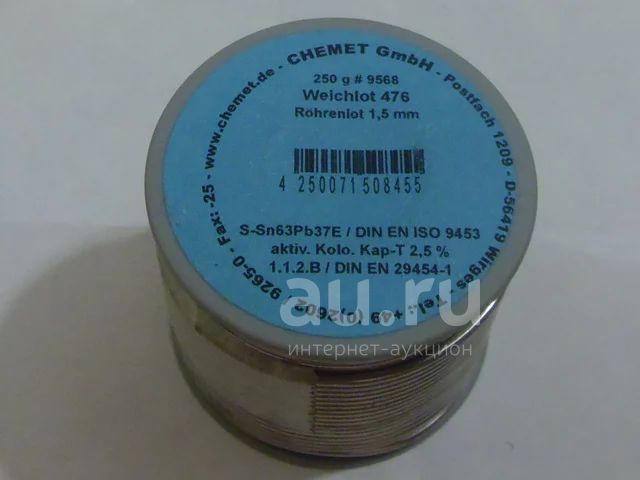 www.chemet.de - CHEMET GmbH - Postfach 1209 - D-56419 Wirges - Tel.: +49 (0)2602 / 9265-0 - Fax: -25 -
250 g # 9568
Weichlot 476
Röhrenlot 1,5 mm
4 250071 508455
S-Sn63Pb37E / DIN EN ISO 9453
aktiv. Kolo. Kap-T 2,5 %
1.1.2.B / DIN EN 29454-1
au.ru
интернет-аукцион